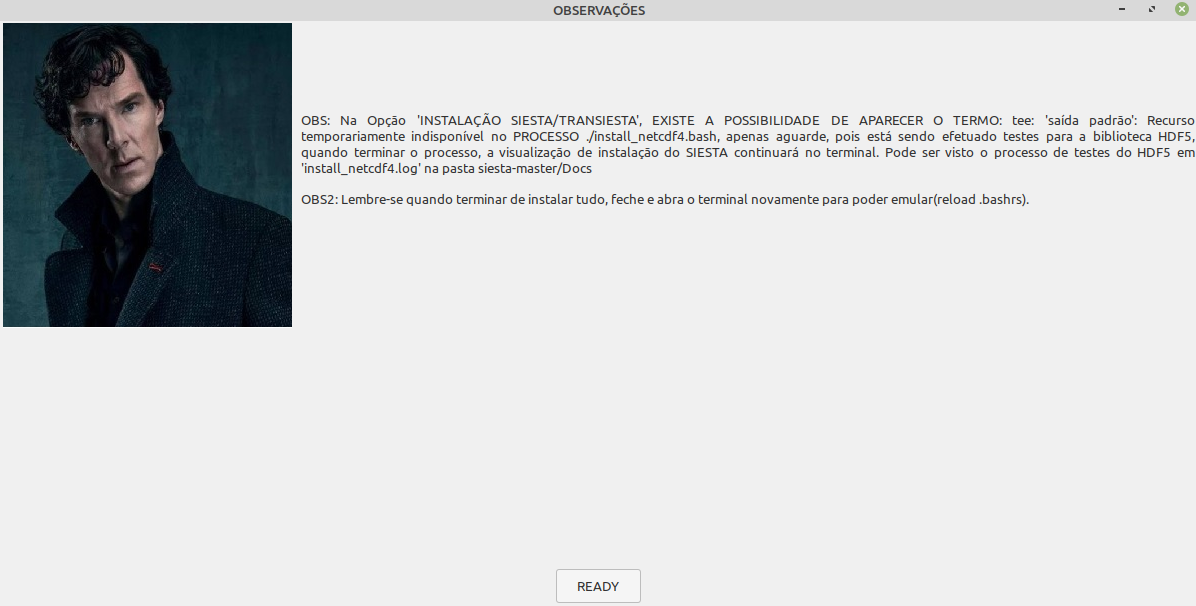 OBSERVAÇÕES
OBS: Na Opção 'INSTALAÇÃO SIESTA/TRANSIESTA', EXISTE A POSSIBILIDADE DE APARECER O TERMO: tee: 'saída padrão': Recurso
temporariamente indisponível no PROCESSO ./install_netcdf4.bash, apenas aguarde, pois está sendo efetuado testes para a biblioteca HDF5,
quando terminar o processo, a visualização de instalação do SIESTA continuará no terminal. Pode ser visto o processo de testes do HDF5 em
'install_netcdf4.log' na pasta siesta-master/Docs
OBS2: Lembre-se quando terminar de instalar tudo, feche e abra o terminal novamente para poder emular(reload .bashrs).
READY